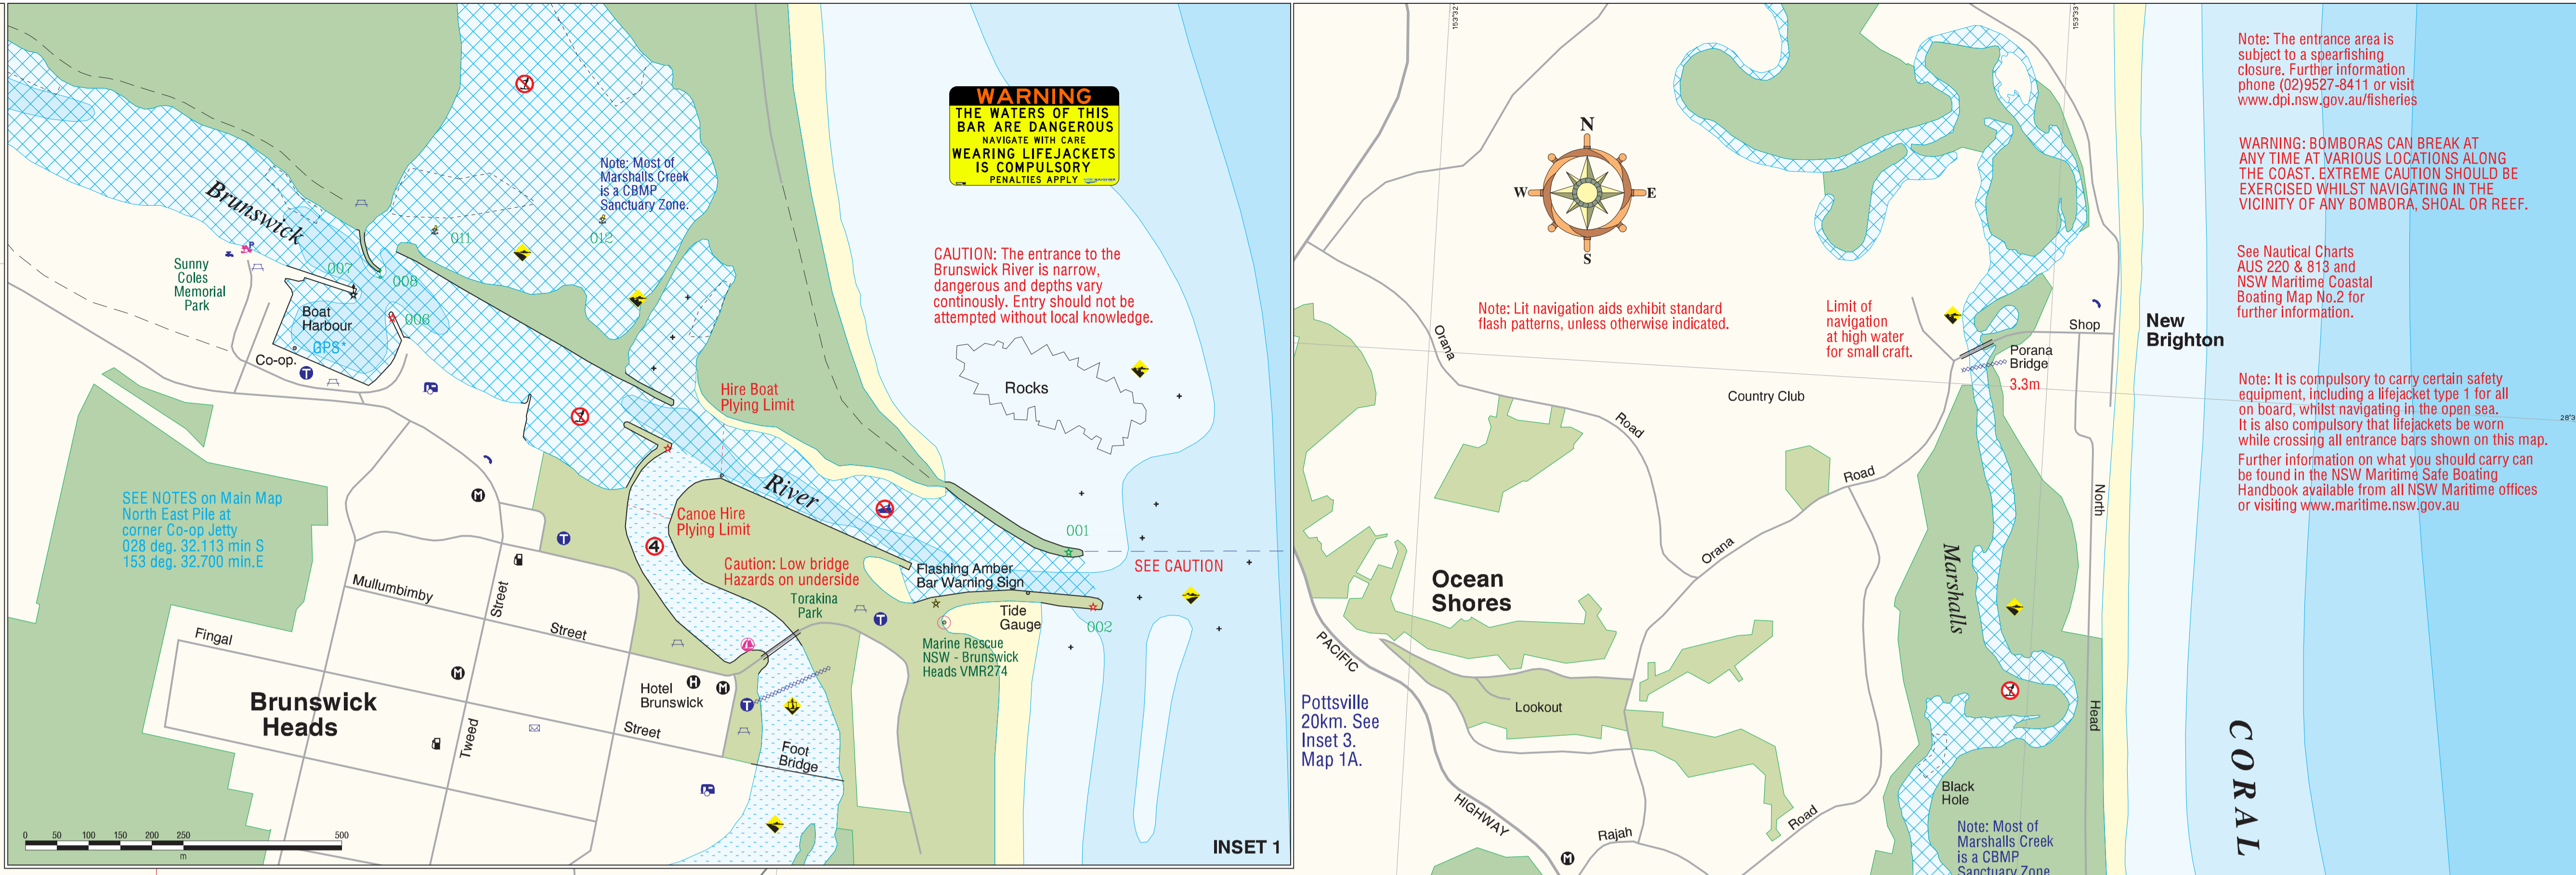 WARNING
THE WATERS OF THIS
BAR ARE DANGEROUS
NAVIGATE WITH CARE
WEARING LIFEJACKETS
IS COMPULSORY
PENALTIES APPLY
Note: Most of
Marshalls Creek
is a CBMP
Sanctuary Zone.
Brunswick
011
012
007
008
006
Sunny
Coles
Memorial
Park
Boat
Harbour
GPS*
Co-op.
T
CAUTION: The entrance to the
Brunswick River is narrow,
dangerous and depths vary
continously. Entry should not be
attempted without local knowledge.
Rocks
Hire Boat
Plying Limit
River
SEE NOTES on Main Map
North East Pile at
corner Co-op Jetty
028 deg. 32.113 min S
153 deg. 32.700 min.E
M
T
Canoe Hire
Plying Limit
4
Caution: Low bridge
Hazards on underside
001
SEE CAUTION
Flashing Amber
Bar Warning Sign
Torakina
Park
T
Tide
Gauge
002
Marine Rescue
NSW - Brunswick
Heads VMR274
Mullumbimby
Street
Street
Fingal
M
Brunswick
Heads
Hotel
Brunswick
H
M
T
Street
Tweed
Foot
Bridge
0 50 100 150 200 250 500
m
INSET 1
153°32'
153°33'
N
W
E
S
Note: Lit navigation aids exhibit standard
flash patterns, unless otherwise indicated.
Limit of
navigation
at high water
for small craft.
Shop
New
Brighton
Porana
Bridge
3.3m
Orana
Road
Country Club
Road
Orana
North
Head
Marshalls
Ocean
Shores
PACIFIC
HIGHWAY
Lookout
Pottsville
20km. See
Inset 3.
Map 1A.
Rajah
Road
M
Black
Hole
Note: Most of
Marshalls Creek
is a CBMP
Sanctuary Zone
CORAL
Note: The entrance area is
subject to a spearfishing
closure. Further information
phone (02)9527-8411 or visit
www.dpi.nsw.gov.au/fisheries
WARNING: BOMBORAS CAN BREAK AT
ANY TIME AT VARIOUS LOCATIONS ALONG
THE COAST. EXTREME CAUTION SHOULD BE
EXERCISED WHILST NAVIGATING IN THE
VICINITY OF ANY BOMBORA, SHOAL OR REEF.
See Nautical Charts
AUS 220 & 813 and
NSW Maritime Coastal
Boating Map No.2 for
further information.
Note: It is compulsory to carry certain safety
equipment, including a lifejacket type 1 for all
on board, whilst navigating in the open sea.
It is also compulsory that lifejackets be worn
while crossing all entrance bars shown on this map.
Further information on what you should carry can
be found in the NSW Maritime Safe Boating
Handbook available from all NSW Maritime offices
or visiting www.maritime.nsw.gov.au